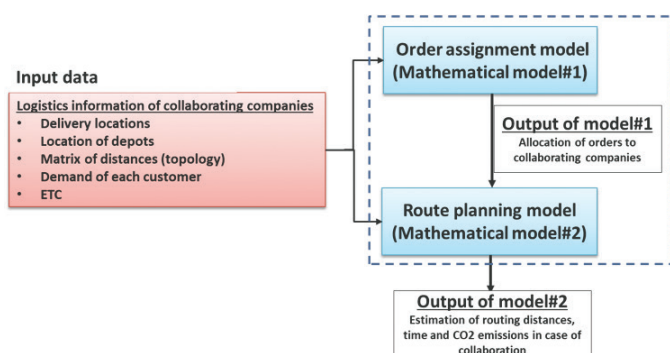 Input data
Logistics information of collaborating companies
• Delivery locations
• Location of depots
• Matrix of distances (topology)
• Demand of each customer
• ETC
Order assignment model
(Mathematical model#1)
Output of model#1
Allocation of orders to
collaborating companies
Route planning model
(Mathematical model#2)
Output of model#2
Estimation of routing distances,
time and CO2 emissions in case of
collaboration